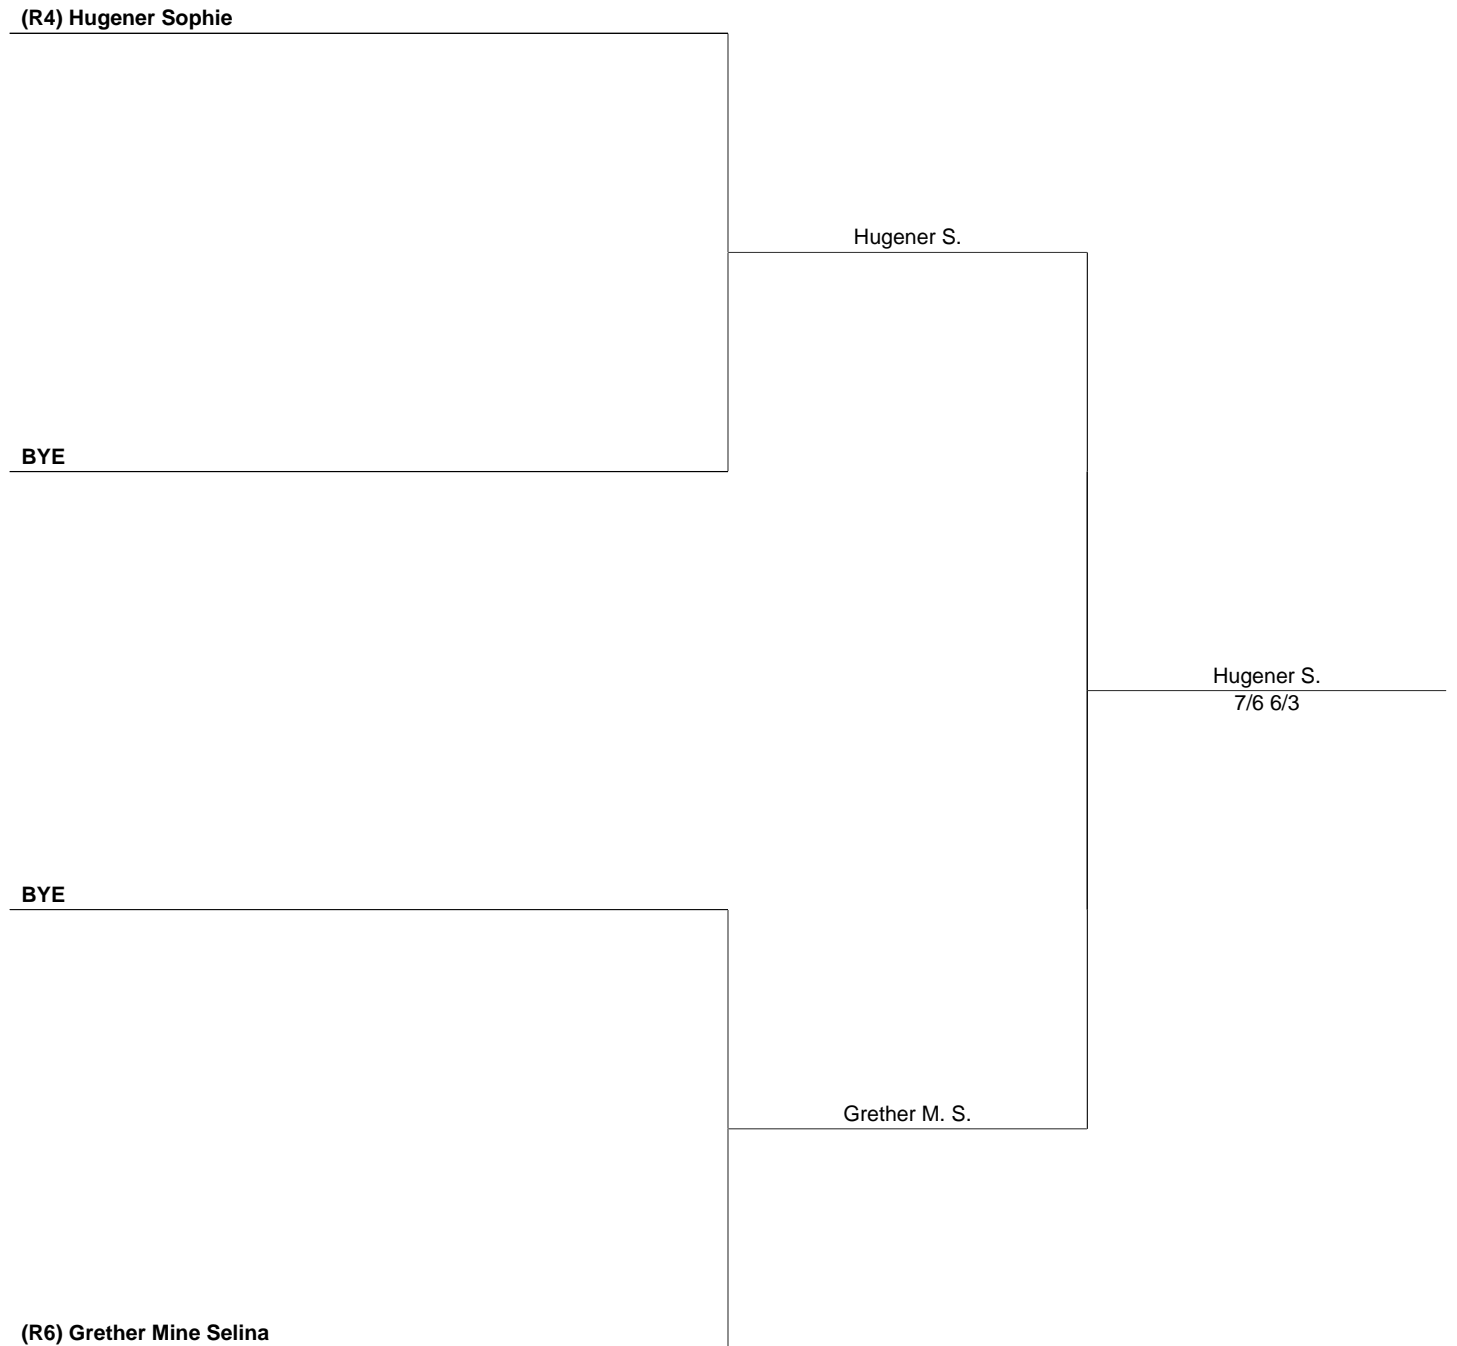 (R4) Hugener Sophie
Hugener S.
BYE
Hugener S.
7/6 6/3
BYE
Grether M. S.
(R6) Grether Mine Selina